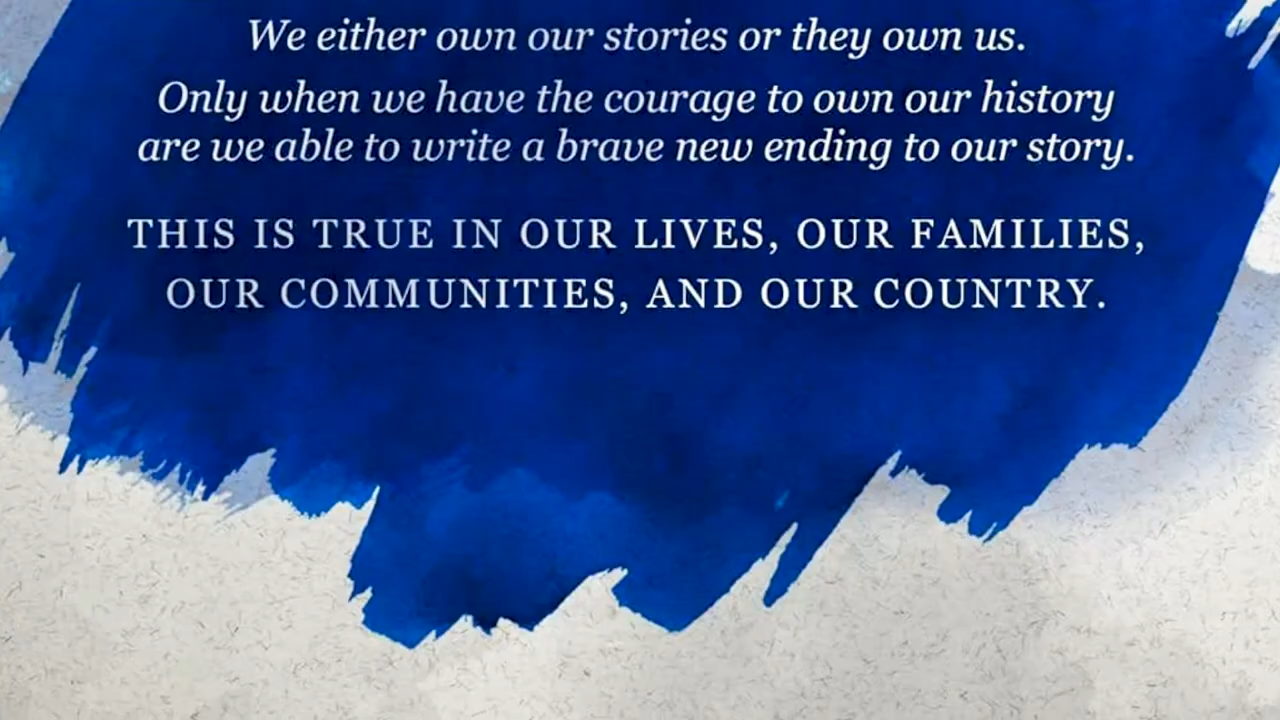 We either own our stories or they own us.
Only when we have the courage to own our history
are we able to write a brave new ending to our story.
THIS IS TRUE IN OUR LIVES, OUR FAMILIES,
OUR COMMUNITIES, AND OUR COUNTRY.